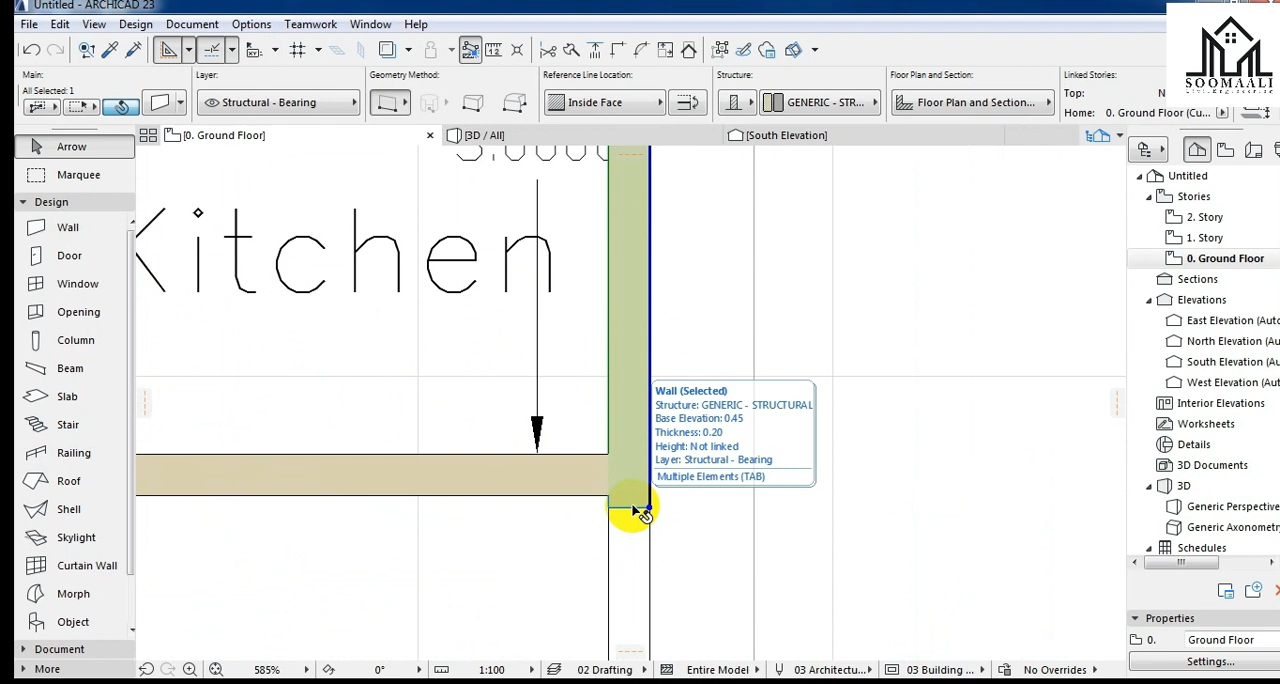 Untitled - ARCHICAD 23
File Edit View Design Document Options Teamwork Window Help
SOOMAALI
Main:
All Selected: 1
Layer:
Structural - Bearing
Geometry Method:
Reference Line Location:
Inside Face
Structure:
GENERIC - STR...
Floor Plan and Section:
Floor Plan and Section...
Linked Stories:
Top:
Home: 0. Ground Floor (Cu...
[0. Ground Floor]
[3D / All]
[South Elevation]
Arrow
Marquee
Design
Wall
Door
Window
Opening
Column
Beam
Slab
Stair
Railing
Roof
Shell
Skylight
Curtain Wall
Morph
Object
Document
More
Kitchen
Wall (Selected)
Structure: GENERIC - STRUCTURAL
Base Elevation: 0.45
Thickness: 0.20
Height: Not linked
Layer: Structural - Bearing
Multiple Elements (TAB)
Untitled
Stories
2. Story
1. Story
0. Ground Floor
Sections
Elevations
East Elevation (Auto
North Elevation (Au
South Elevation (Au
West Elevation (Aut
Interior Elevations
Worksheets
Details
3D Documents
3D
Generic Perspective
Generic Axonometr
Schedules
Properties
0. Ground Floor
Settings...
585% 0° 1:100 02 Drafting Entire Model 03 Architectu... 03 Building ... No Overrides